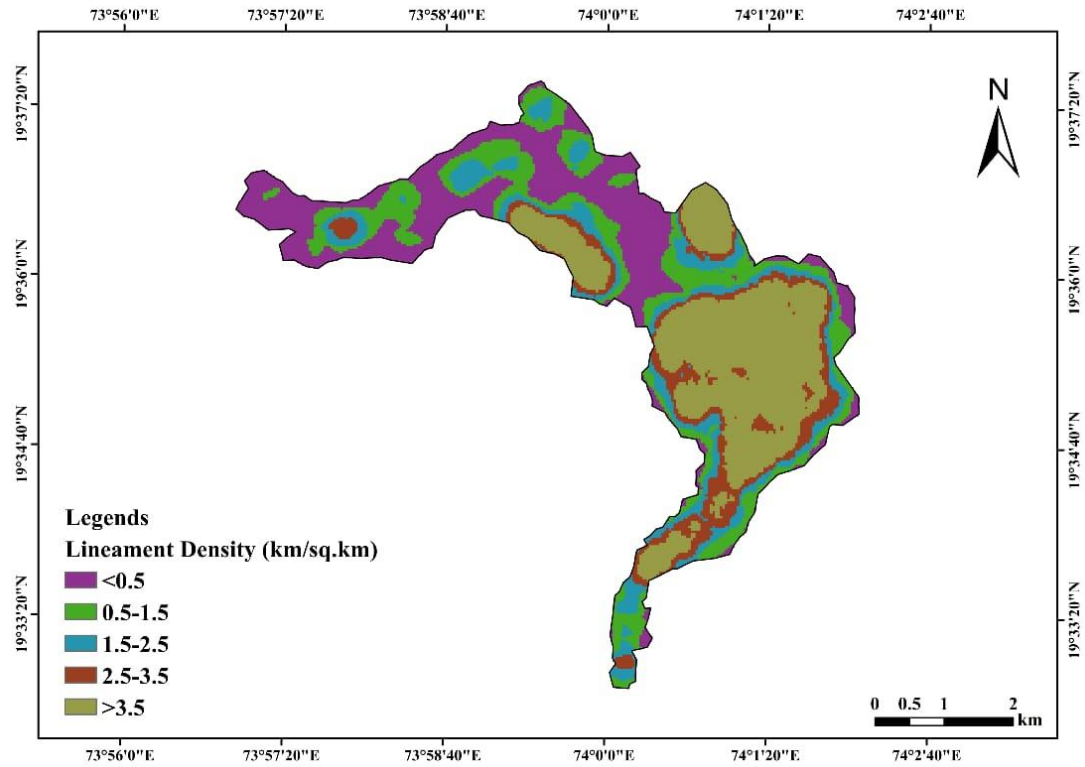 73°56'0"E 73°57'20"E 73°58'40"E 74°0'0"E 74°1'20"E 74°2'40"E
19°37'20"N 19°37'20"N
N
19°36'0"N 19°36'0"N
19°34'40"N 19°34'40"N
Legends
Lineament Density (km/sq.km)
<0.5
0.5-1.5
19°33'20"N 19°33'20"N
1.5-2.5
2.5-3.5
>3.5
0 0.5 1 2
km
73°56'0"E 73°57'20"E 73°58'40"E 74°0'0"E 74°1'20"E 74°2'40"E